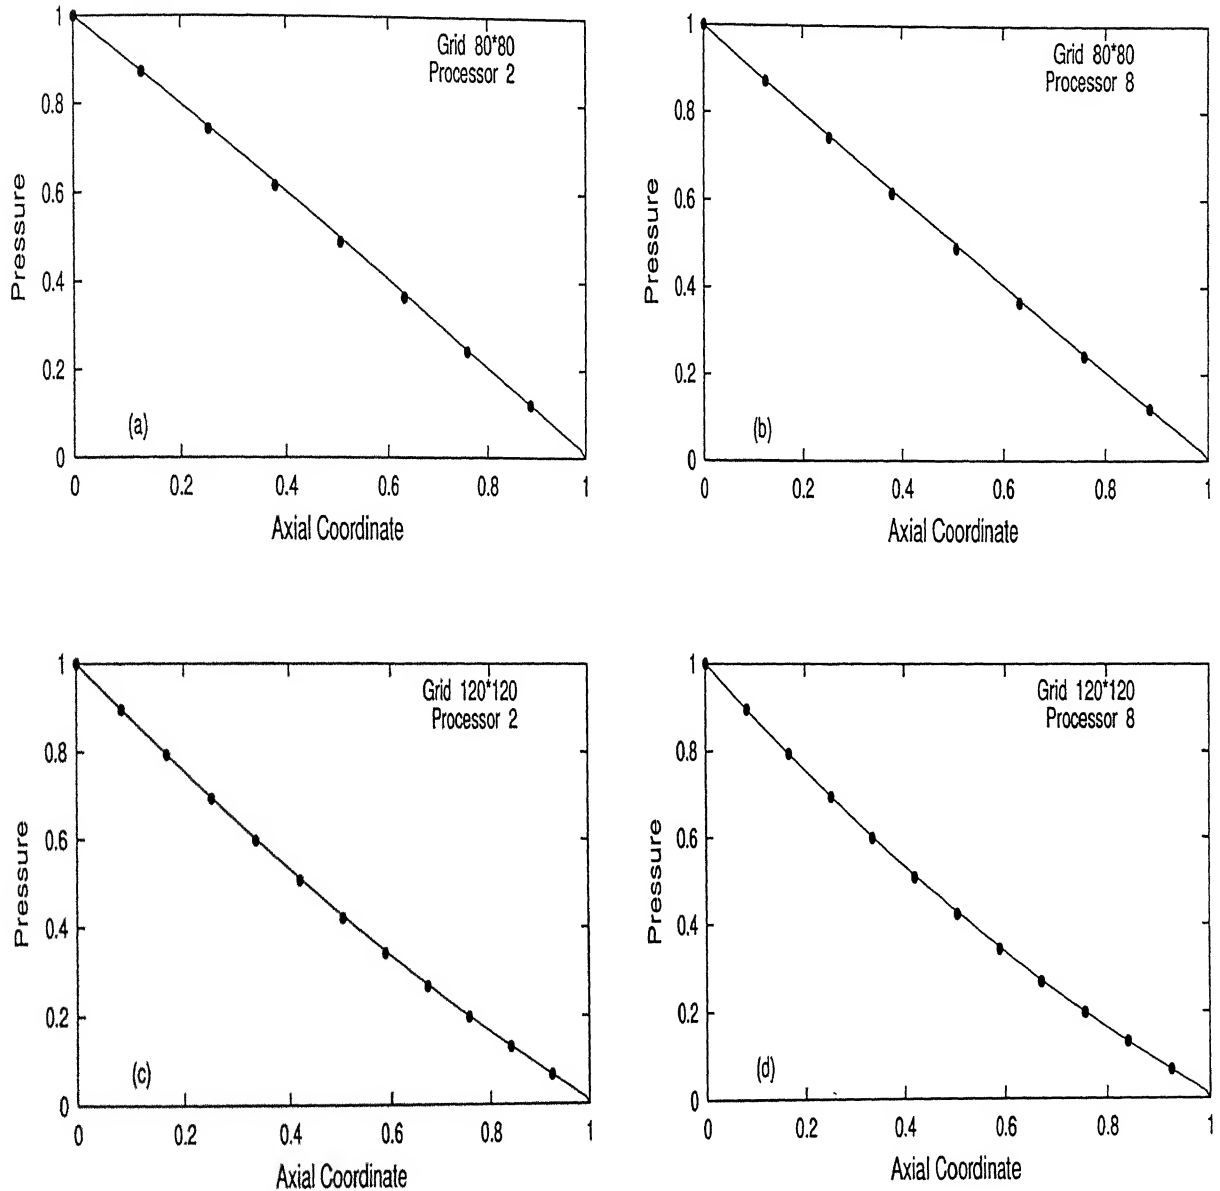 1
0.8
0.6
0.4
0.2
0
Pressure
Grid 80*80
Processor 2
(a)
0 0.2 0.4 0.6 0.8 1
Axial Coordinate
1
0.8
0.6
0.4
0.2
0
Pressure
Grid 80*80
Processor 8
(b)
0 0.2 0.4 0.6 0.8 1
Axial Coordinate
1
0.8
0.6
0.4
0.2
0
Pressure
Grid 120*120
Processor 2
(c)
0 0.2 0.4 0.6 0.8 1
Axial Coordinate
1
0.8
0.6
0.4
0.2
0
Pressure
Grid 120*120
Processor 8
(d)
0 0.2 0.4 0.6 0.8 1
Axial Coordinate